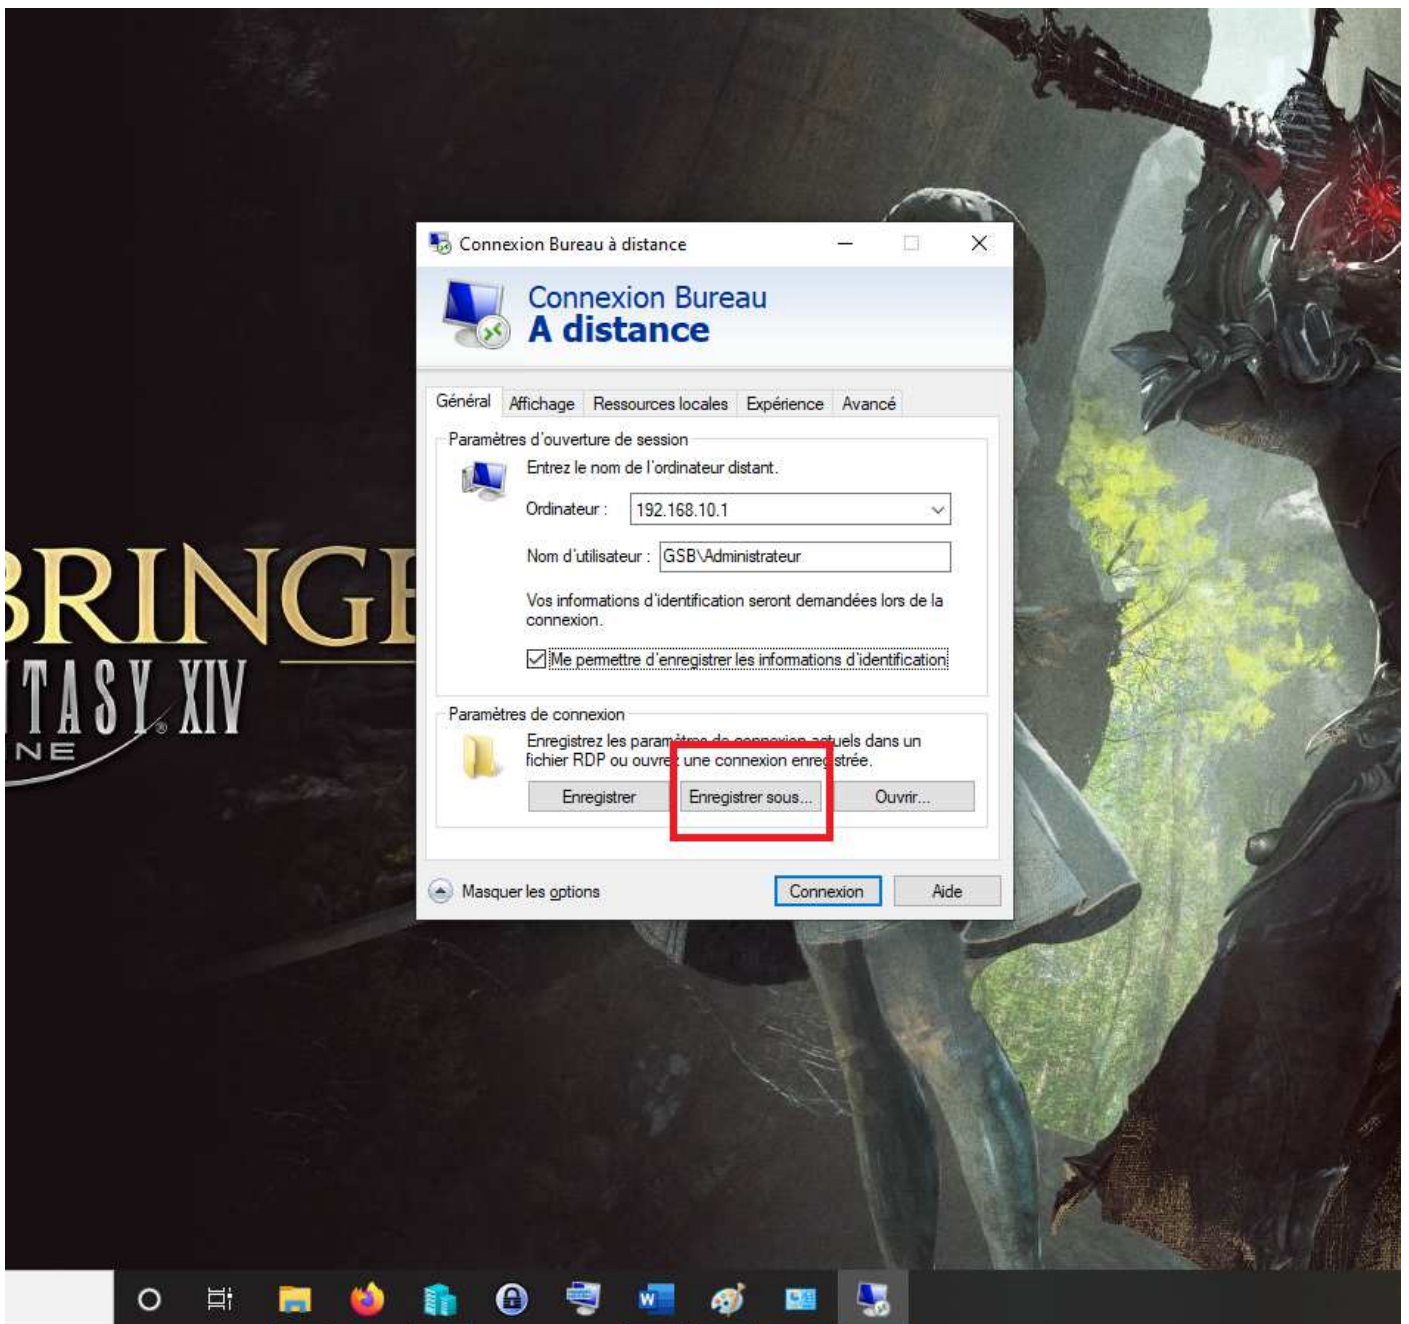 Connexion Bureau à distance
Connexion Bureau
A distance
Général Affichage Ressources locales Expérience Avancé
Paramètres d'ouverture de session
Entrez le nom de l'ordinateur distant.
Ordinateur : 192.168.10.1
Nom d'utilisateur : GSB\Administrateur
Vos informations d'identification seront demandées lors de la
connexion.
Me permettre d'enregistrer les informations d'identification
BRINGE
TASY XIV
®
NE
Paramètres de connexion
Enregistrez les paramètres de connexion actuels dans un
fichier RDP ou ouvrez une connexion enregistrée.
Enregistrer Enregistrer sous... Ouvrir...
Masquer les options Connexion Aide
W